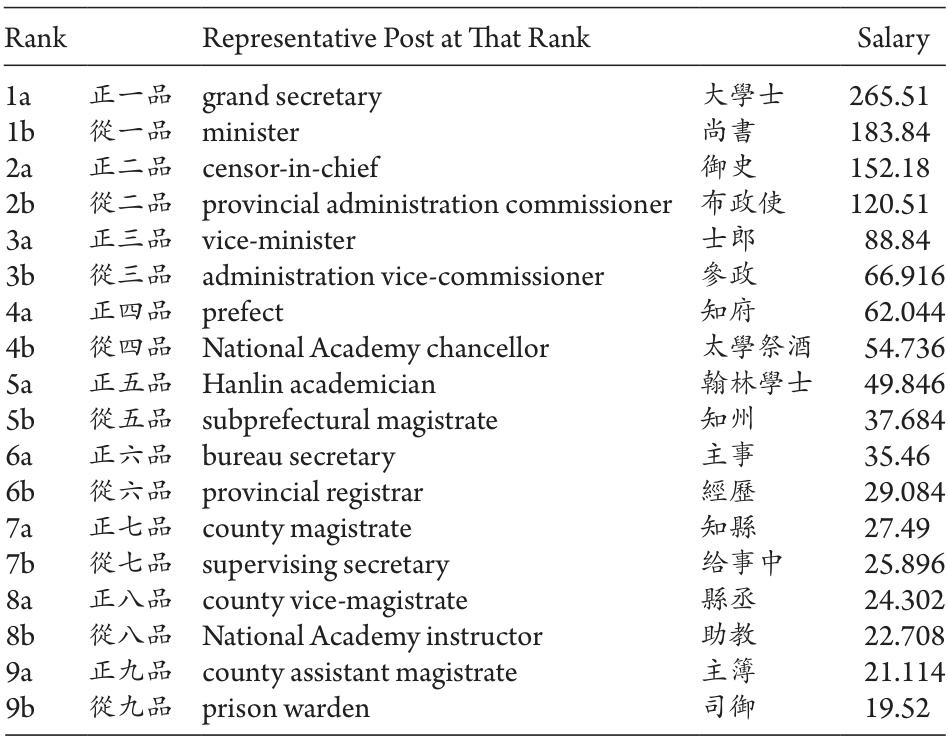 Rank Representative Post at That Rank Salary
1a 正一品 grand secretary 大學士 265.51
1b 從一品 minister 尚書 183.84
2a 正二品 censor-in-chief 御史 152.18
2b 從二品 provincial administration commissioner 布政使 120.51
3a 正三品 vice-minister 士郎 88.84
3b 從三品 administration vice-commissioner 參政 66.916
4a 正四品 prefect 知府 62.044
4b 從四品 National Academy chancellor 太學祭酒 54.736
5a 正五品 Hanlin academician 翰林學士 49.846
5b 從五品 subprefectural magistrate 知州 37.684
6a 正六品 bureau secretary 主事 35.46
6b 從六品 provincial registrar 經歷 29.084
7a 正七品 county magistrate 知縣 27.49
7b 從七品 supervising secretary 给事中 25.896
8a 正八品 county vice-magistrate 縣丞 24.302
8b 從八品 National Academy instructor 助教 22.708
9a 正九品 county assistant magistrate 主簿 21.114
9b 從九品 prison warden 司御 19.52